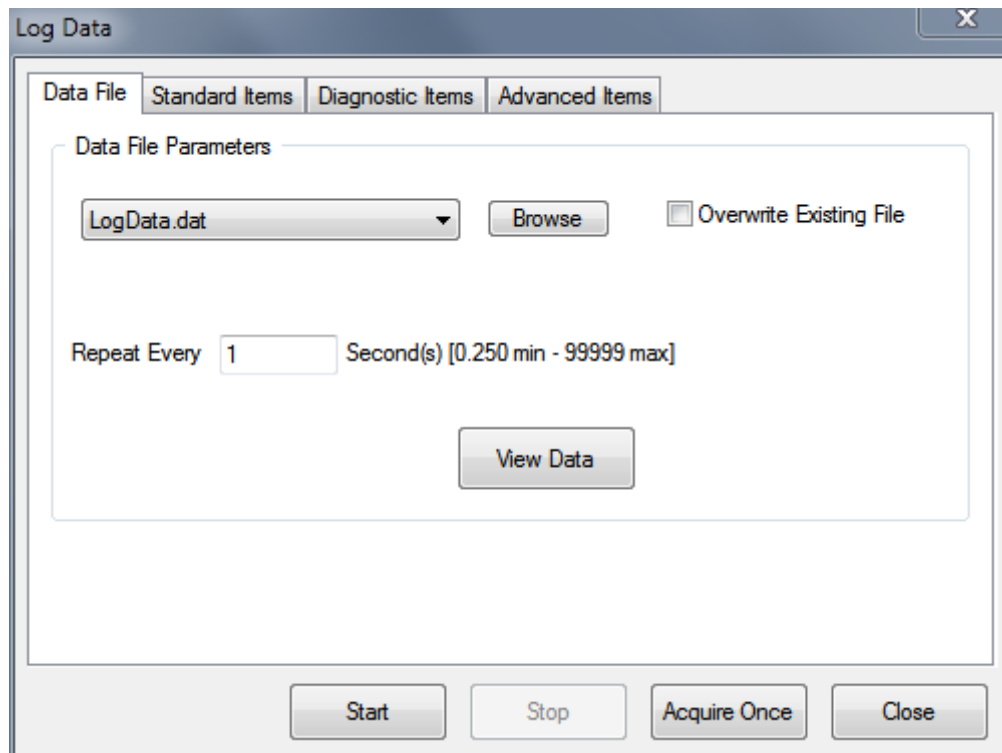 Log Data
Data File Standard Items Diagnostic Items Advanced Items
Data File Parameters
LogData.dat Browse Overwrite Existing File
Repeat Every 1 Second(s) [0.250 min - 99999 max]
View Data
Start Stop Acquire Once Close